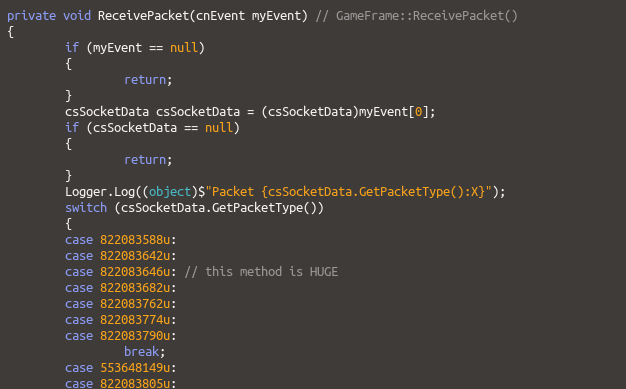 private void ReceivePacket(cnEvent myEvent) // GameFrame::ReceivePacket()
{
if (myEvent == null)
{
return;
}
csSocketData csSocketData = (csSocketData)myEvent[0];
if (csSocketData == null)
{
return;
}
Logger.Log((object)$"Packet {csSocketData.GetPacketType():X}");
switch (csSocketData.GetPacketType())
{
case 822083588u:
case 822083642u:
case 822083646u: // this method is HUGE
case 822083682u:
case 822083762u:
case 822083774u:
case 822083790u:
break;
case 553648149u:
case 822083805u: